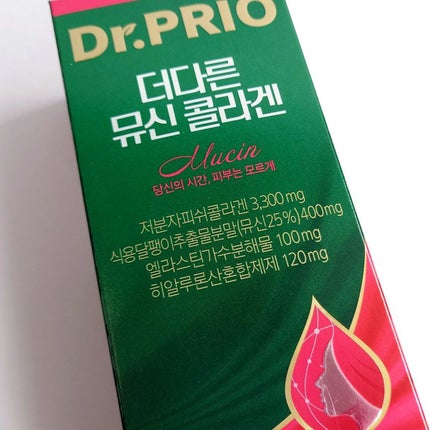 Dr.PRIO
더다른
뮤신 콜라겐
Mucin
당신의 시간, 피부는 모르게
저분자피쉬콜라겐 3,300mg
식용달팽이추출물분말(뮤신25%)400mg
엘라스틴가수분해물 100mg
히알루론산혼합제제 120mg